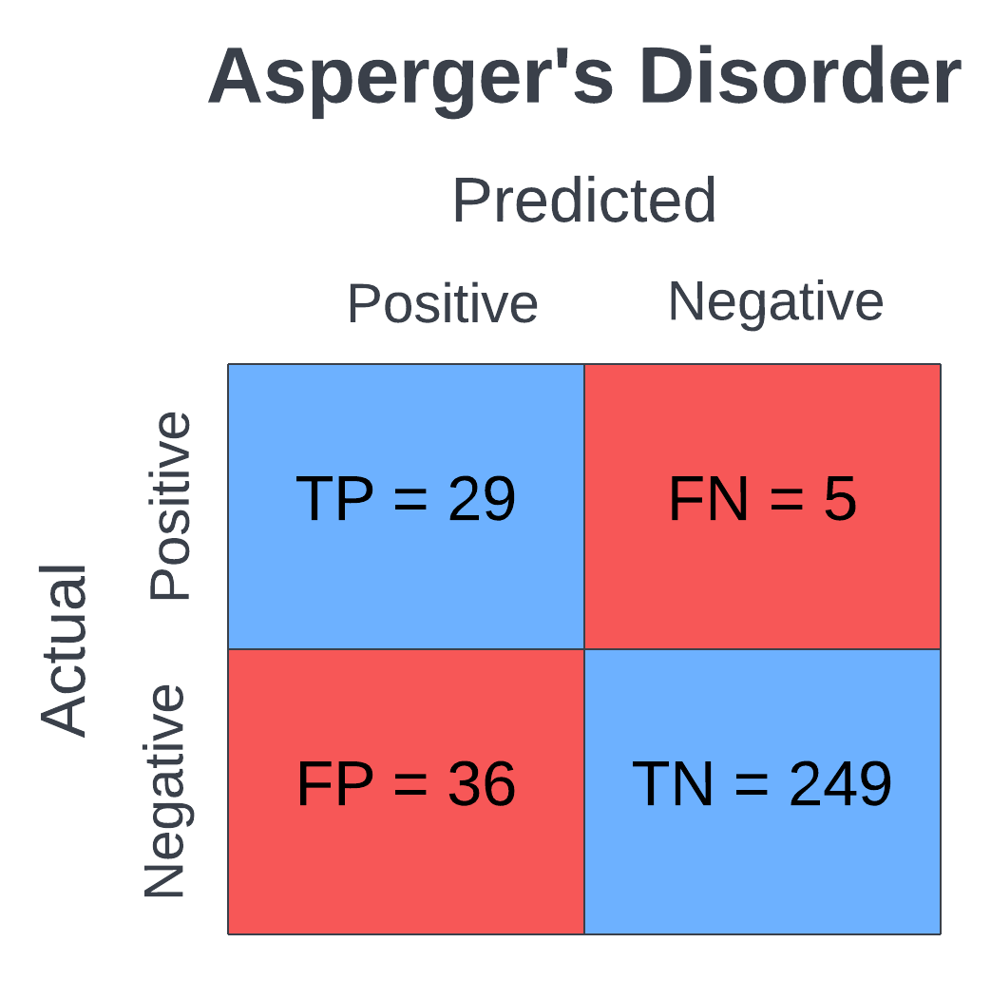 Asperger's Disorder
Predicted
Positive
Negative
Actual
Positive
TP = 29
FN = 5
Negative
FP = 36
TN = 249